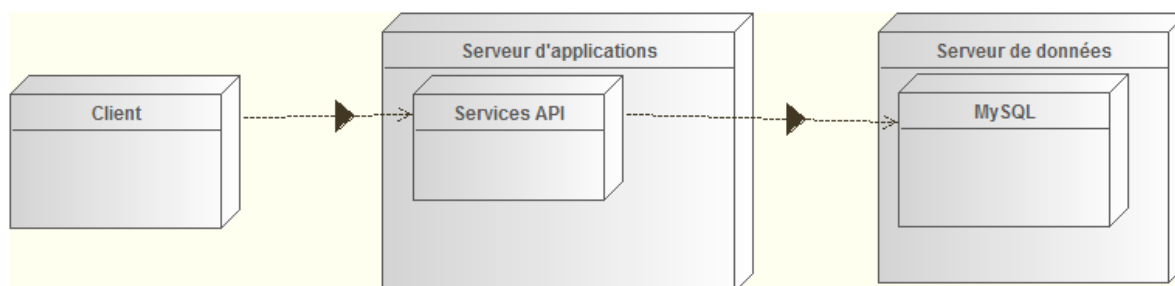 Serveur d'applications
Serveur de données
Client
Services API
MySQL